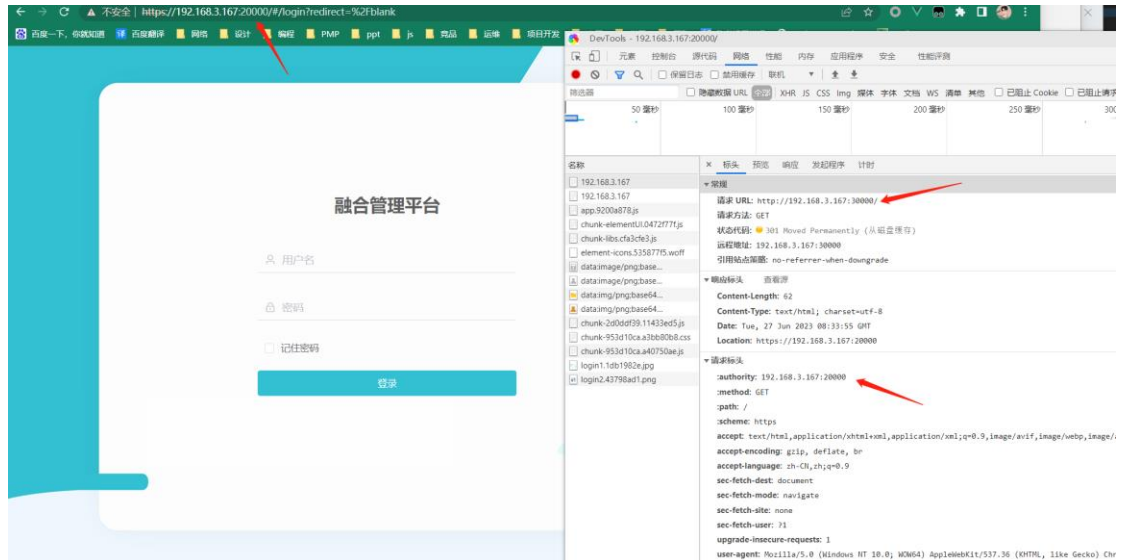 不安全 | https://192.168.3.167:20000/#/login?redirect=%2Fblank
百度一下，你就知道 百度翻译 网络 设计 编程 PMP ppt js 竞品 运维 项目开发
DevTools - 192.168.3.167:20000/
元素 控制台 源代码 网络 性能 内存 应用程序 安全 性能评测
保留日志 禁用缓存 联机
筛选器 隐藏数据 URL 全部 XHR JS CSS Img 媒体 字体 文档 WS 清单 其他 已阻止 Cookie 已阻止请求
50 毫秒 100 毫秒 150 毫秒 200 毫秒 250 毫秒 300
名称
192.168.3.167
192.168.3.167
app.9200a878.js
chunk-elementUI.0472f77f.js
chunk-libs.cfa3cfe3.js
element-icons.535877f5.woff
data:image/png;base...
data:image/png;base...
data:img/png;base64...
data:img/png;base64...
chunk-2d0ddf39.11433ed5.js
chunk-953d10ca.a3bb80b8.css
chunk-953d10ca.a40750ae.js
login1.1db1982e.jpg
login2.43798ad1.png
× 标头 预览 响应 发起程序 计时
▼常规
请求 URL: http://192.168.3.167:30000/
请求方法: GET
状态代码: 301 Moved Permanently (从磁盘缓存)
远程地址: 192.168.3.167:30000
引用站点策略: no-referrer-when-downgrade
▼响应标头 查看源
Content-Length: 62
Content-Type: text/html; charset=utf-8
Date: Tue, 27 Jun 2023 08:33:55 GMT
Location: https://192.168.3.167:20000
▼请求标头
:authority: 192.168.3.167:20000
:method: GET
:path: /
:scheme: https
accept: text/html,application/xhtml+xml,application/xml;q=0.9,image/avif,image/webp,image/
accept-encoding: gzip, deflate, br
accept-language: zh-CN,zh;q=0.9
sec-fetch-dest: document
sec-fetch-mode: navigate
sec-fetch-site: none
sec-fetch-user: ?1
upgrade-insecure-requests: 1
user-agent: Mozilla/5.0 (Windows NT 10.0; WOW64) AppleWebKit/537.36 (KHTML, like Gecko) Chr
融合管理平台
用户名
密码
记住密码
登录